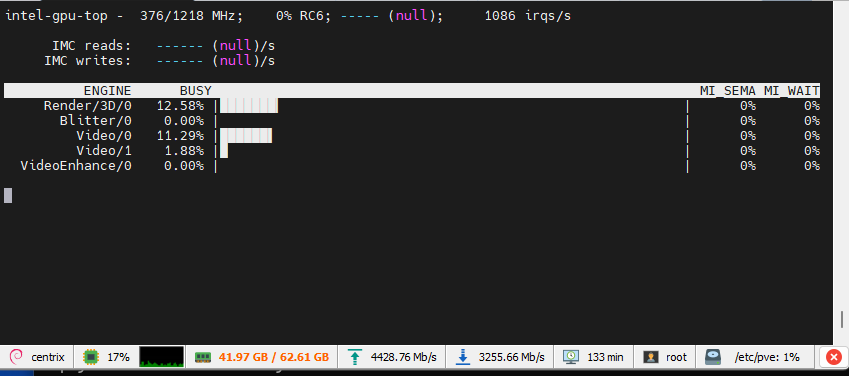 intel-gpu-top -  376/1218 MHz;    0% RC6; ----- (null);     1086 irqs/s
IMC reads:   ------ (null)/s
IMC writes:   ------ (null)/s
ENGINE      BUSY                                                           MI_SEMA MI_WAIT
Render/3D/0   12.58% |                                                        |      0%      0%
Blitter/0    0.00% |                                                        |      0%      0%
Video/0   11.29% |                                                        |      0%      0%
Video/1    1.88% |                                                        |      0%      0%
VideoEnhance/0    0.00% |                                                        |      0%      0%
centrix 17% 41.97 GB / 62.61 GB 4428.76 Mb/s 3255.66 Mb/s 133 min root /etc/pve: 1%